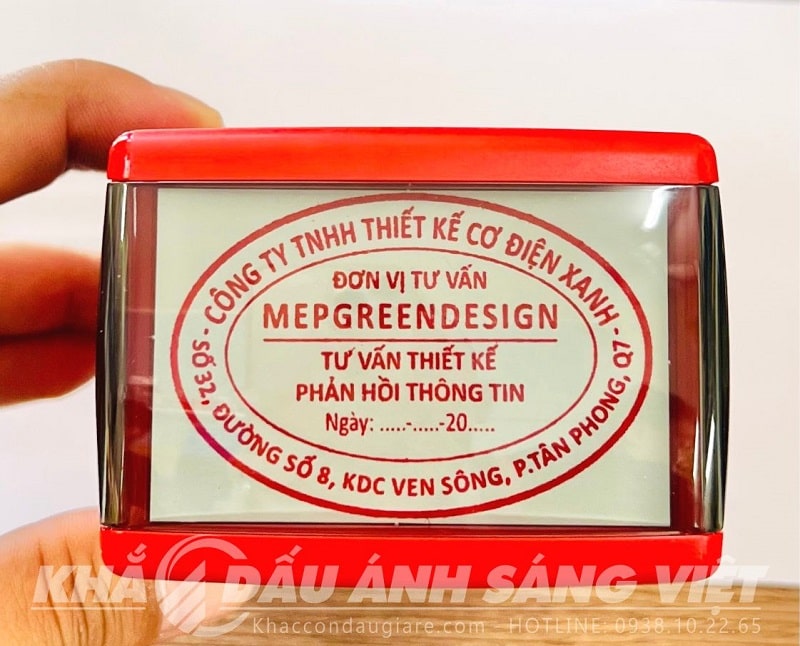 CÔNG TY TNHH THIẾT KẾ CƠ ĐIỆN XANH
ĐƠN VỊ TƯ VẤN
MEPGREENDESIGN
TƯ VẤN THIẾT KẾ
PHẢN HỒI THÔNG TIN
Ngày: .....-.....-20.....
- SỐ 32, ĐƯỜNG SỐ 8, KDC VEN SÔNG, P.TÂN PHONG, Q7 -
KHẮC DẤU ÁNH SÁNG VIỆT
Khaccondaugiare.com - HOTLINE: 0938.10.22.65